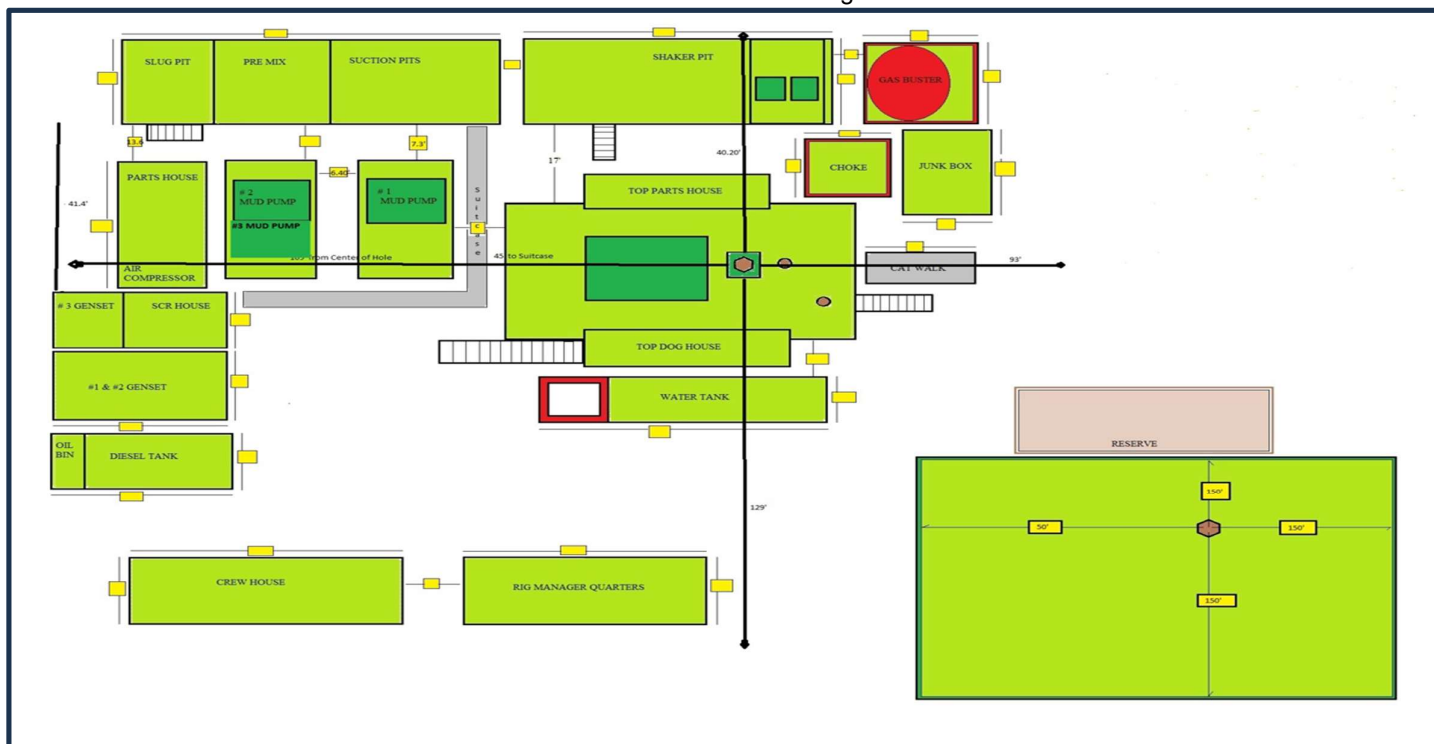 SLUG PIT
PRE MIX
SUCTION PITS
SHAKER PIT
GAS BUSTER
13.6
7.3'
17'
40.20'
CHOKE
JUNK BOX
PARTS HOUSE
6.40'
# 2
MUD PUMP
#3 MUD PUMP
# 1
MUD PUMP
Suitcase
TOP PARTS HOUSE
41.4'
from Center of Hole
45' to Suitcase
CAT WALK
93'
AIR
COMPRESSOR
# 3 GENSET
SCR HOUSE
TOP DOG HOUSE
#1 & #2 GENSET
WATER TANK
OIL
BIN
DIESEL TANK
RESERVE
129'
150'
50'
150'
150'
CREW HOUSE
RIG MANAGER QUARTERS